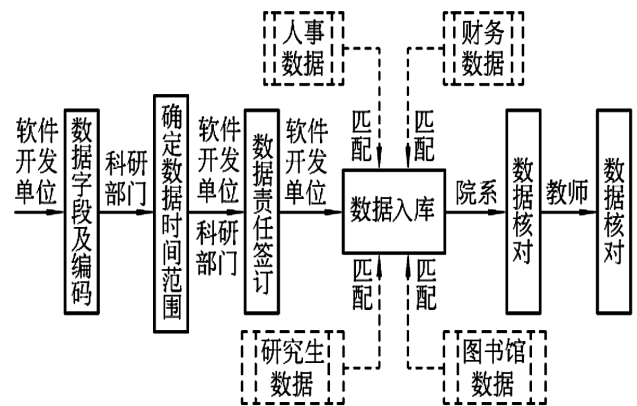 人事
数据
财务
数据
匹配
匹配
软件
开发
单位
数据字段及编码
科研
部门
确定数据时间范围
软件
开发
单位
科研
部门
数据责任签订
软件
开发
单位
数据入库
院系
数据核对
教师
数据核对
匹配
匹配
研究生
数据
图书馆
数据